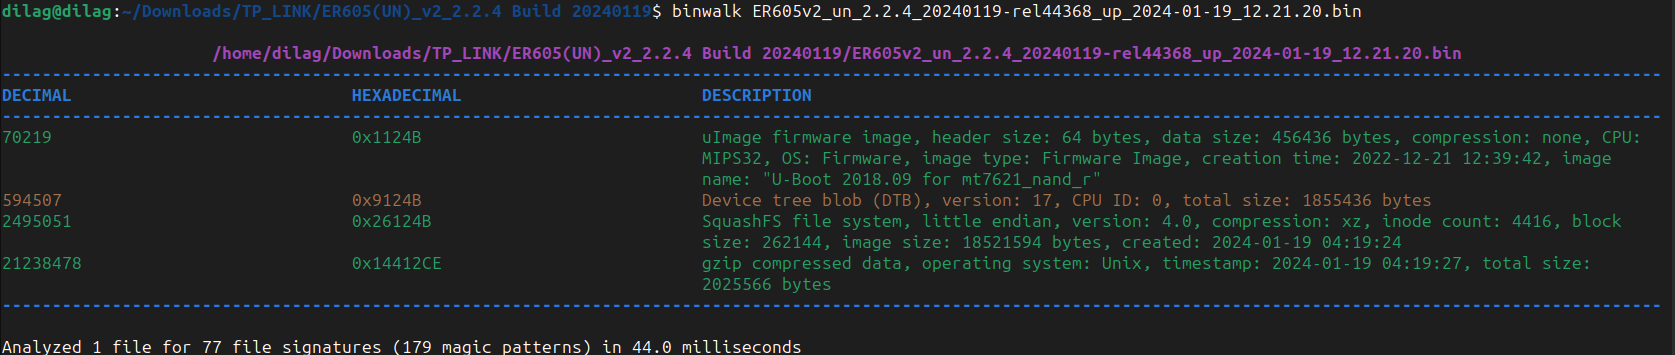 dilag@dilag:~/Downloads/TP_LINK/ER605(UN)_v2_2.2.4 Build 20240119$ binwalk ER605v2_un_2.2.4_20240119-rel44368_up_2024-01-19_12.21.20.bin
/home/dilag/Downloads/TP_LINK/ER605(UN)_v2_2.2.4 Build 20240119/ER605v2_un_2.2.4_20240119-rel44368_up_2024-01-19_12.21.20.bin
DECIMAL HEXADECIMAL DESCRIPTION
70219 0x1124B uImage firmware image, header size: 64 bytes, data size: 456436 bytes, compression: none, CPU:
MIPS32, OS: Firmware, image type: Firmware Image, creation time: 2022-12-21 12:39:42, image
name: "U-Boot 2018.09 for mt7621_nand_r"
594507 0x9124B Device tree blob (DTB), version: 17, CPU ID: 0, total size: 1855436 bytes
2495051 0x26124B SquashFS file system, little endian, version: 4.0, compression: xz, inode count: 4416, block
size: 262144, image size: 18521594 bytes, created: 2024-01-19 04:19:24
21238478 0x14412CE gzip compressed data, operating system: Unix, timestamp: 2024-01-19 04:19:27, total size:
2025566 bytes
Analyzed 1 file for 77 file signatures (179 magic patterns) in 44.0 milliseconds